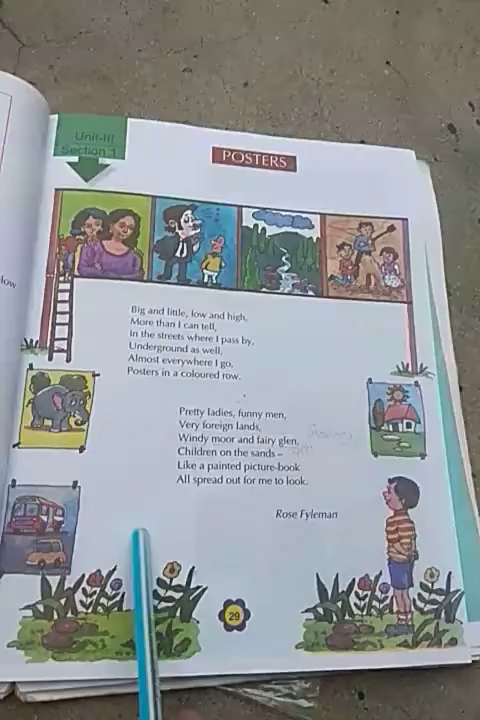 Unit-III
Section 1
POSTERS
low
Big and little, low and high,
More than I can tell,
In the streets where I pass by,
Underground as well,
Almost everywhere I go,
Posters in a coloured row.
Pretty ladies, funny men,
Very foreign lands,
Windy moor and fairy glen,
Children on the sands –
Like a painted picture-book
All spread out for me to look.
Rose Fyleman
29